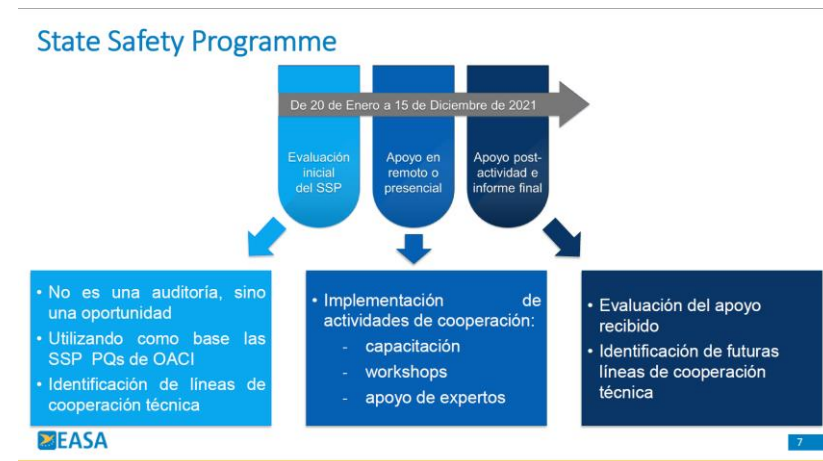 State Safety Programme
De 20 de Enero a 15 de Diciembre de 2021
Evaluación
inicial
del SSP
Apoyo en
remoto o
presencial
Apoyo post-
actividad e
informe final
• No es una auditoría, sino
una oportunidad
• Utilizando como base las
SSP PQs de OACI
• Identificación de líneas de
cooperación técnica
• Implementación de
actividades de cooperación:
- capacitación
- workshops
- apoyo de expertos
• Evaluación del apoyo
recibido
• Identificación de futuras
líneas de cooperación
técnica
EASA
7